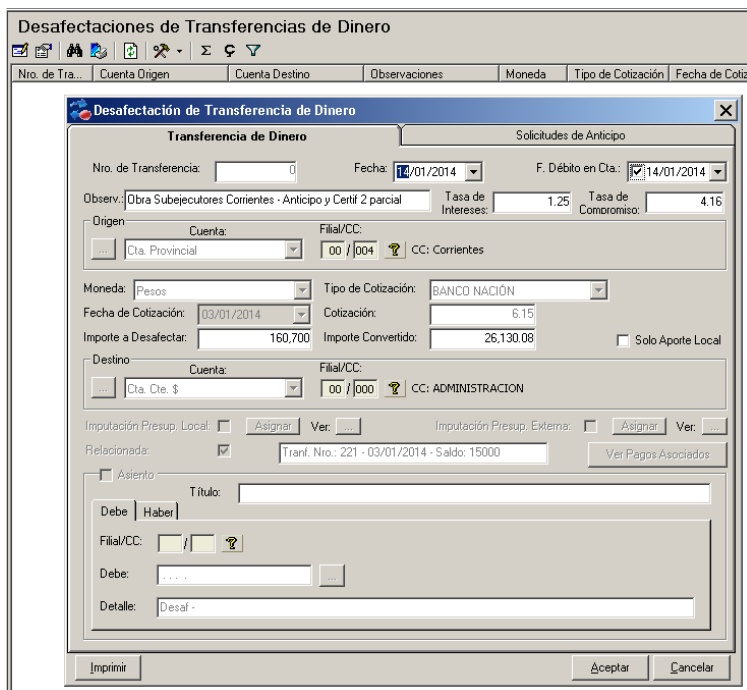 Desafectaciones de Transferencias de Dinero
Nro. de Tra... Cuenta Origen Cuenta Destino Observaciones Moneda Tipo de Cotización Fecha de Cotiz
Desafectación de Transferencia de Dinero
Transferencia de Dinero Solicitudes de Anticipo
Nro. de Transferencia: 0 Fecha: 14/01/2014 F. Débito en Cta.: 14/01/2014
Observ.: Obra Subejecutores Corrientes - Anticipo y Certif 2 parcial Tasa de Intereses: 1.25 Tasa de Compromiso: 4.16
Origen
Cuenta: Filial/CC:
... Cta. Provincial 00 / 004 ? CC: Corrientes
Moneda: Pesos Tipo de Cotización: BANCO NACIÓN
Fecha de Cotización: 03/01/2014 Cotización: 6.15
Importe a Desafectar: 160,700 Importe Convertido: 26,130.08 Solo Aporte Local
Destino
Cuenta: Filial/CC:
... Cta. Cte. $ 00 / 000 ? CC: ADMINISTRACION
Imputación Presup. Local: Asignar Ver: ... Imputación Presup. Externa: Asignar Ver: ...
Relacionada: Tranf. Nro.: 221 - 03/01/2014 - Saldo: 15000 Ver Pagos Asociados
Asiento
Título:
Debe Haber
Filial/CC: / ?
Debe: . . . . ...
Detalle: Desaf -
Imprimir Aceptar Cancelar